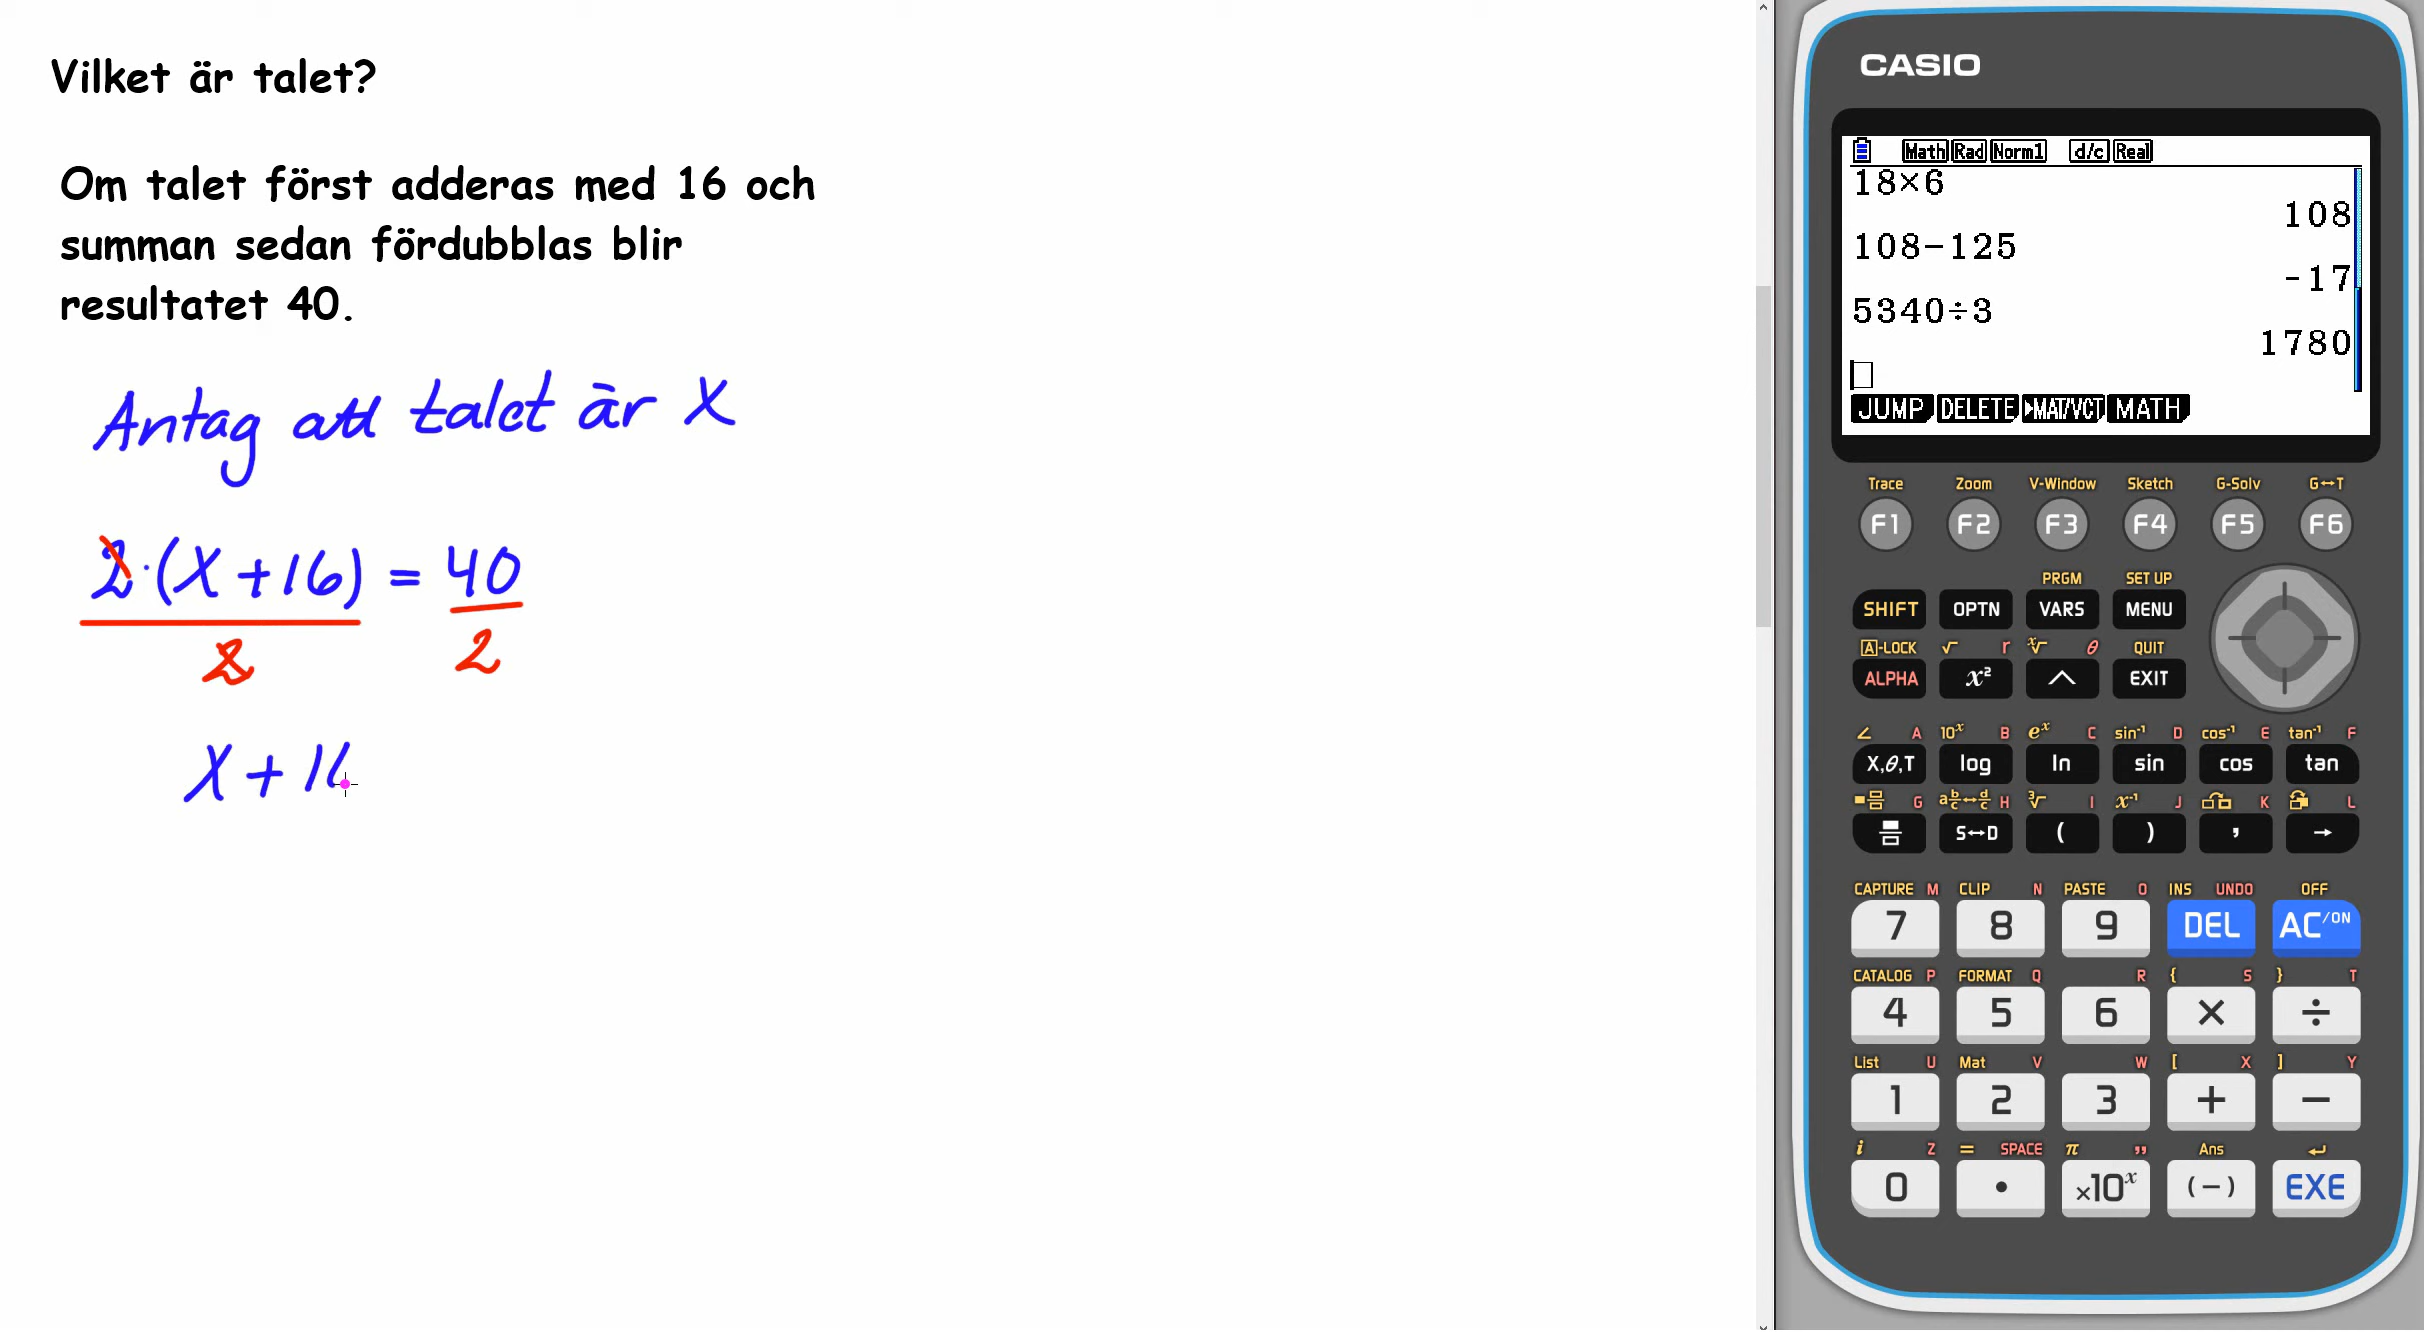 Vilket är talet?
Om talet först adderas med 16 och
summan sedan fördubblas blir
resultatet 40.
Antag att talet är X
2·(X+16) = 40
2 2
X+16
CASIO
Math Rad Norm1 d/c Real
18×6
108
108-125
-17
5340÷3
1780
JUMP DELETE ▶MAT/VCT MATH
Trace Zoom V-Window Sketch G-Solv G↔T
F1 F2 F3 F4 F5 F6
PRGM SET UP
SHIFT OPTN VARS MENU
A-LOCK √ r ˣ√ θ QUIT
ALPHA x² ^ EXIT
∠ A 10ˣ B eˣ C sin⁻¹ D cos⁻¹ E tan⁻¹ F
X,θ,T log ln sin cos tan
G a b/c↔d/c H ³√ I x⁻¹ J K L
S↔D ( ) , →
CAPTURE M CLIP N PASTE O INS UNDO OFF
7 8 9 DEL AC/ON
CATALOG P FORMAT Q R { S } T
4 5 6 × ÷
List U Mat V W [ X ] Y
1 2 3 + −
i Z = SPACE π " Ans ↵
0 • ×10ˣ (−) EXE